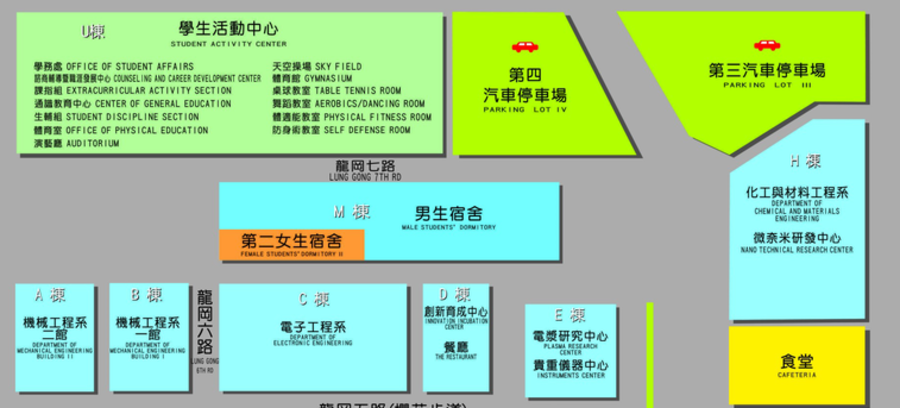 U棟
學生活動中心
STUDENT ACTIVITY CENTER
學務處 OFFICE OF STUDENT AFFAIRS
諮商輔導暨職涯發展中心 COUNSELING AND CAREER DEVELOPMENT CENTER
課指組 EXTRACURRICULAR ACTIVITY SECTION
通識教育中心 CENTER OF GENERAL EDUCATION
生輔組 STUDENT DISCIPLINE SECTION
體育室 OFFICE OF PHYSICAL EDUCATION
演藝廳 AUDITORIUM
天空操場 SKY FIELD
體育館 GYMNASIUM
桌球教室 TABLE TENNIS ROOM
舞蹈教室 AEROBICS/DANCING ROOM
體適能教室 PHYSICAL FITNESS ROOM
防身術教室 SELF DEFENSE ROOM
第四
汽車停車場
PARKING LOT IV
第三汽車停車場
PARKING LOT III
龍岡七路
LUNG GONG 7TH RD
M 棟
男生宿舍
MALE STUDENTS' DORMITORY
第二女生宿舍
FEMALE STUDENTS' DORMITORY II
H 棟
化工與材料工程系
DEPARTMENT OF
CHEMICAL AND MATERIALS
ENGINEERING
微奈米研發中心
NANO TECHNICAL RESEARCH CENTER
A 棟
機械工程系
二館
DEPARTMENT OF
MECHANICAL ENGINEERING
BUILDING II
B 棟
機械工程系
一館
DEPARTMENT OF
MECHANICAL ENGINEERING
BUILDING I
龍岡六路
LUNG GONG
6TH RD
C 棟
電子工程系
DEPARTMENT OF
ELECTRONIC ENGINEERING
D 棟
創新育成中心
INNOVATION INCUBATION
CENTER
餐廳
THE RESTAURANT
E 棟
電漿研究中心
PLASMA RESEARCH
CENTER
貴重儀器中心
INSTRUMENTS CENTER
食堂
CAFETERIA
龍岡五路(櫻花步道)